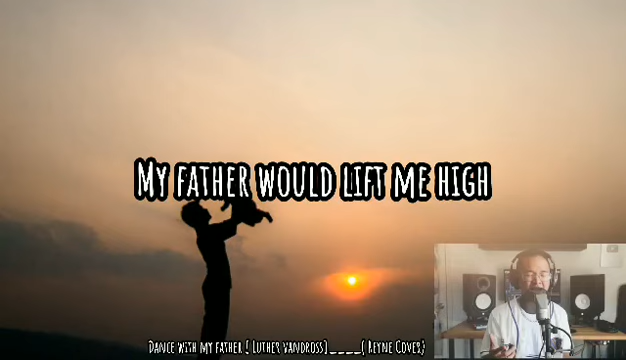 My father would lift me high
Dance with my father [ Luther vandross]____( Reyne Cover}